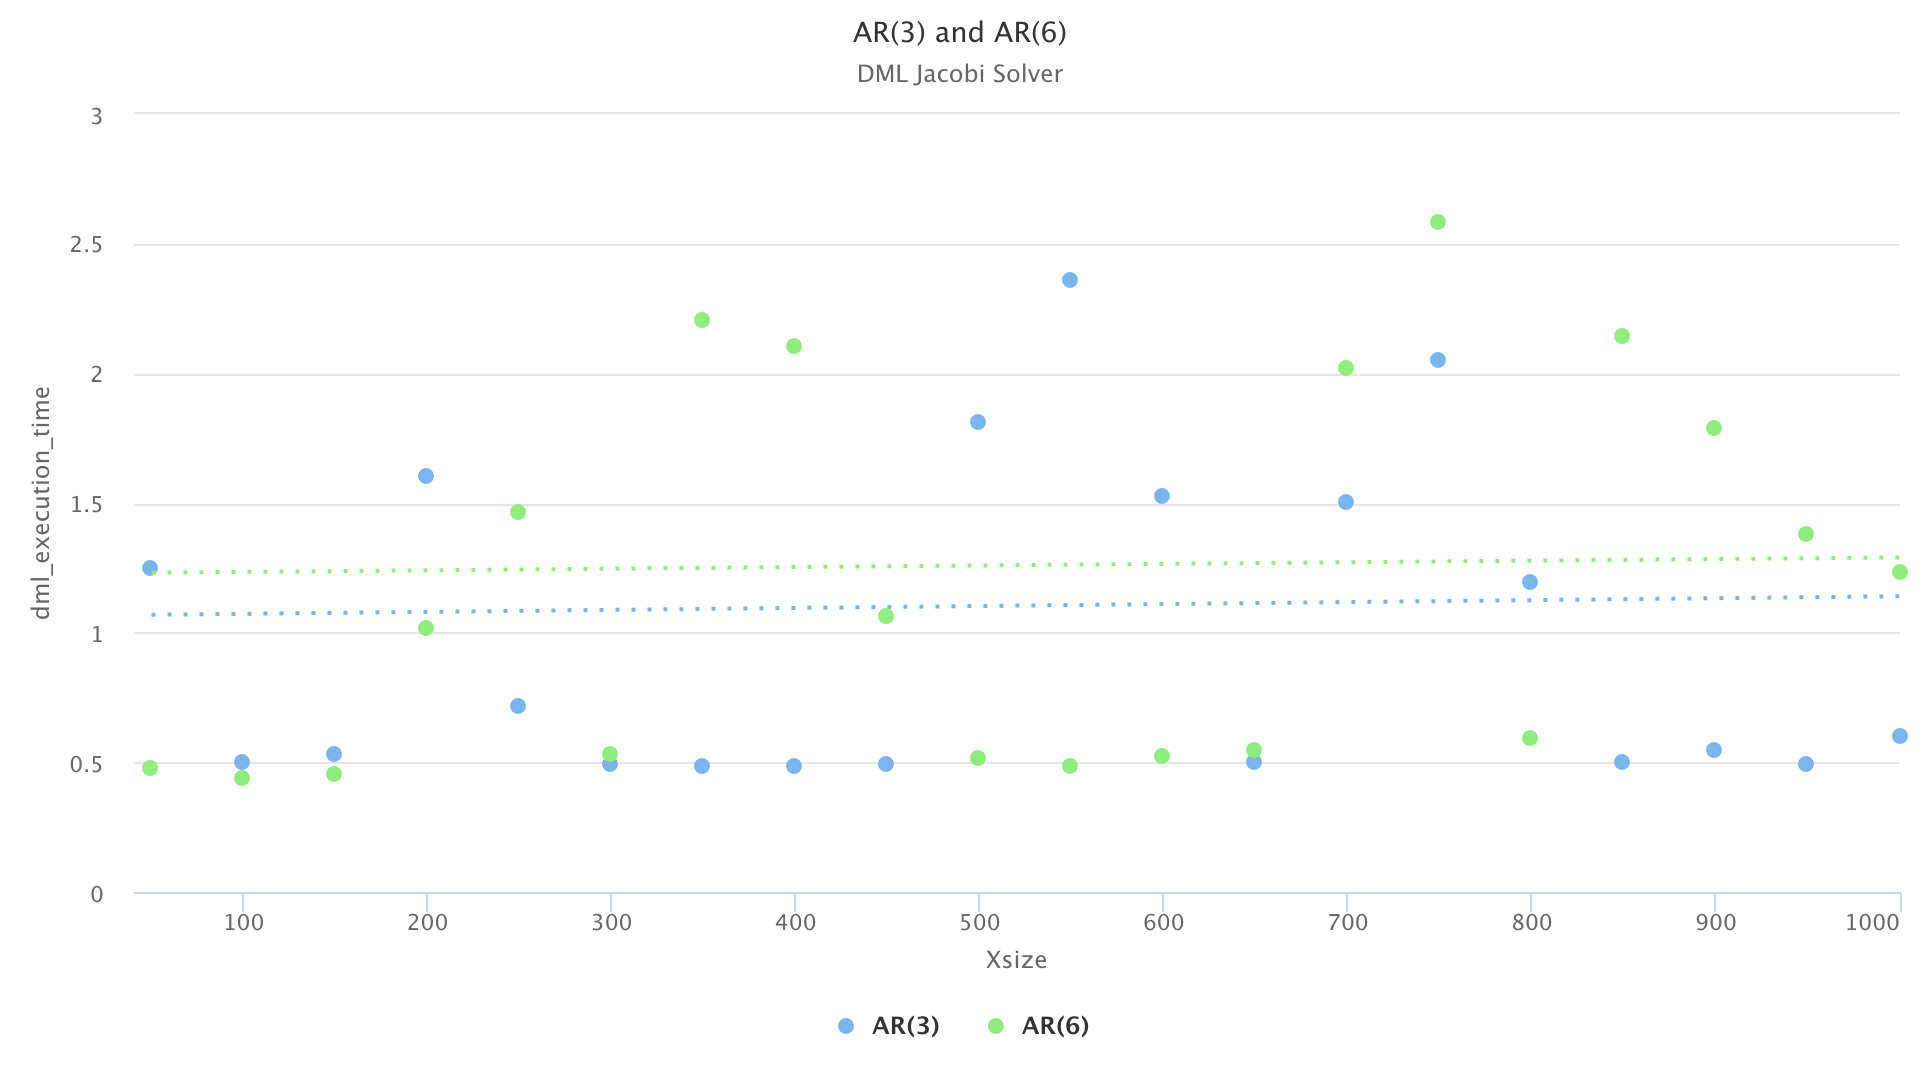 AR(3) and AR(6)
DML Jacobi Solver
3
2.5
2
1.5
1
0.5
0
dml_execution_time
100 200 300 400 500 600 700 800 900 1000
Xsize
AR(3) AR(6)